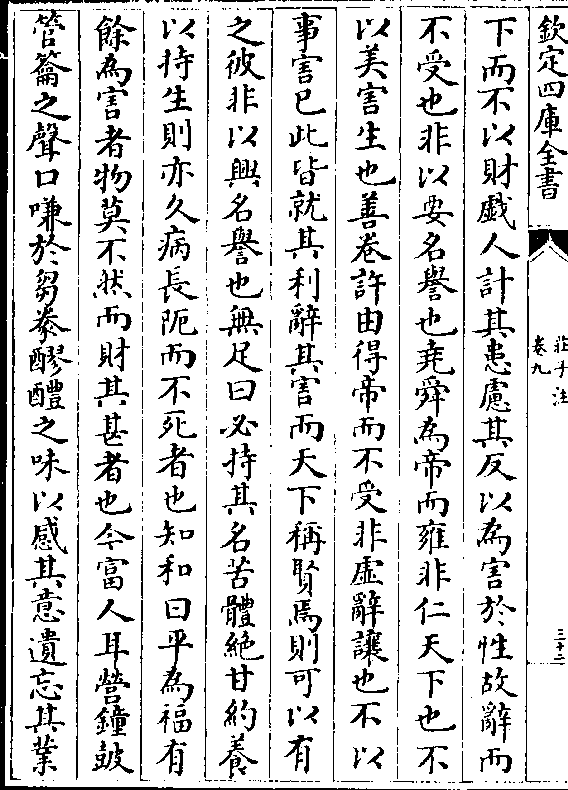 欽定四庫全書
莊子注
卷九
三十二
下而不以財戲人計其患慮其反以為害於性故辭而
不受也非以要名譽也堯舜為帝而雍非仁天下也不
以美害生也善卷許由得帝而不受非虛辭讓也不以
事害已此皆就其利辭其害而天下稱賢焉則可以有
之彼非以興名譽也無足曰必持其名苦體絶甘約養
以持生則亦久病長阨而不死者也知和曰平為福有
餘為害者物莫不然而財其甚者也今富人耳營鐘鼓
管籥之聲口嗛於芻豢醪醴之味以感其意遺忘其業